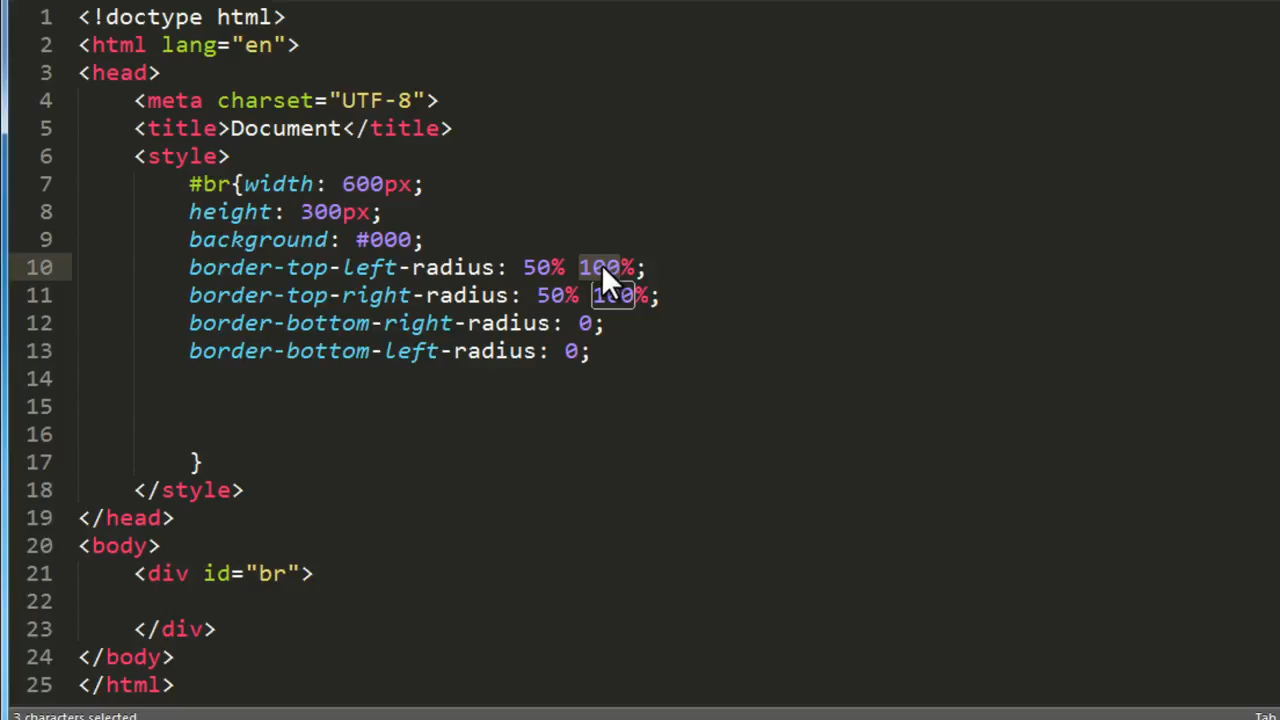 1 <!doctype html>
2 <html lang="en">
3 <head>
4 <meta charset="UTF-8">
5 <title>Document</title>
6 <style>
7 #br{width: 600px;
8 height: 300px;
9 background: #000;
10 border-top-left-radius: 50% 100%;
11 border-top-right-radius: 50% 100%;
12 border-bottom-right-radius: 0;
13 border-bottom-left-radius: 0;
14
15
16
17 }
18 </style>
19 </head>
20 <body>
21 <div id="br">
22
23 </div>
24 </body>
25 </html>
3 characters selected Tab